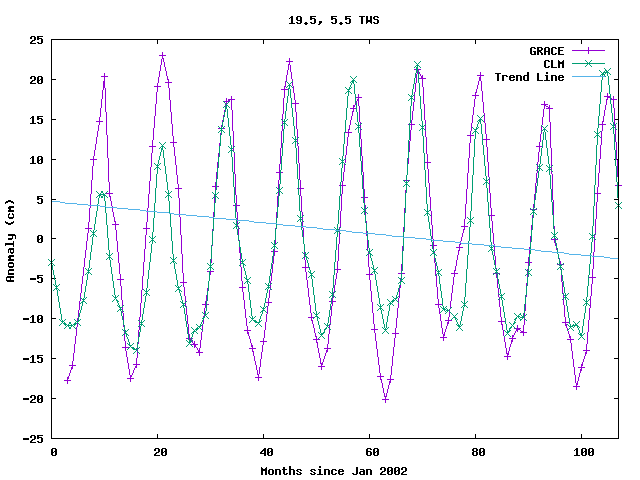 19.5, 5.5 TWS
GRACE
CLM
Trend Line
25
20
15
10
5
0
-5
-10
-15
-20
-25
Anomaly (cm)
0 20 40 60 80 100
Months since Jan 2002